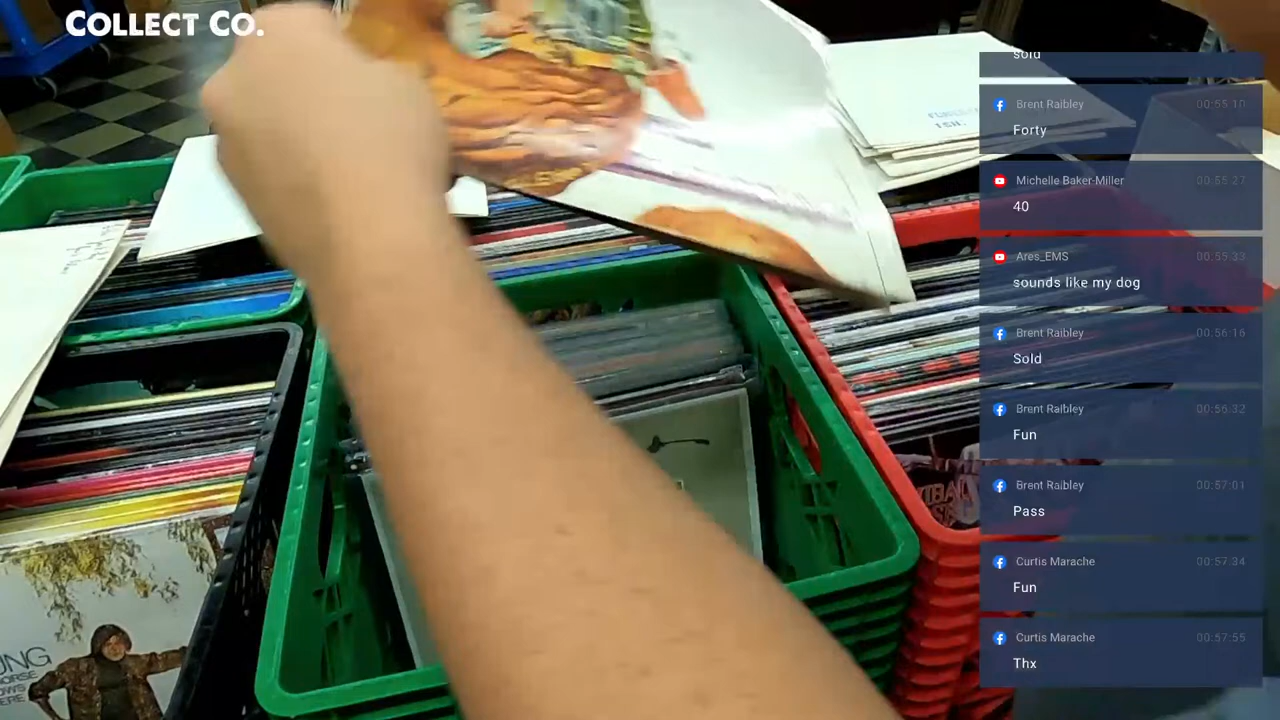 COLLECT CO.
sold
Brent Raibley 00:55:10
Forty
Michelle Baker-Miller 00:55:27
40
Ares_EMS 00:55:33
sounds like my dog
Brent Raibley 00:56:16
Sold
Brent Raibley 00:56:32
Fun
Brent Raibley 00:57:01
Pass
Curtis Marache 00:57:34
Fun
Curtis Marache 00:57:55
Thx
UNG